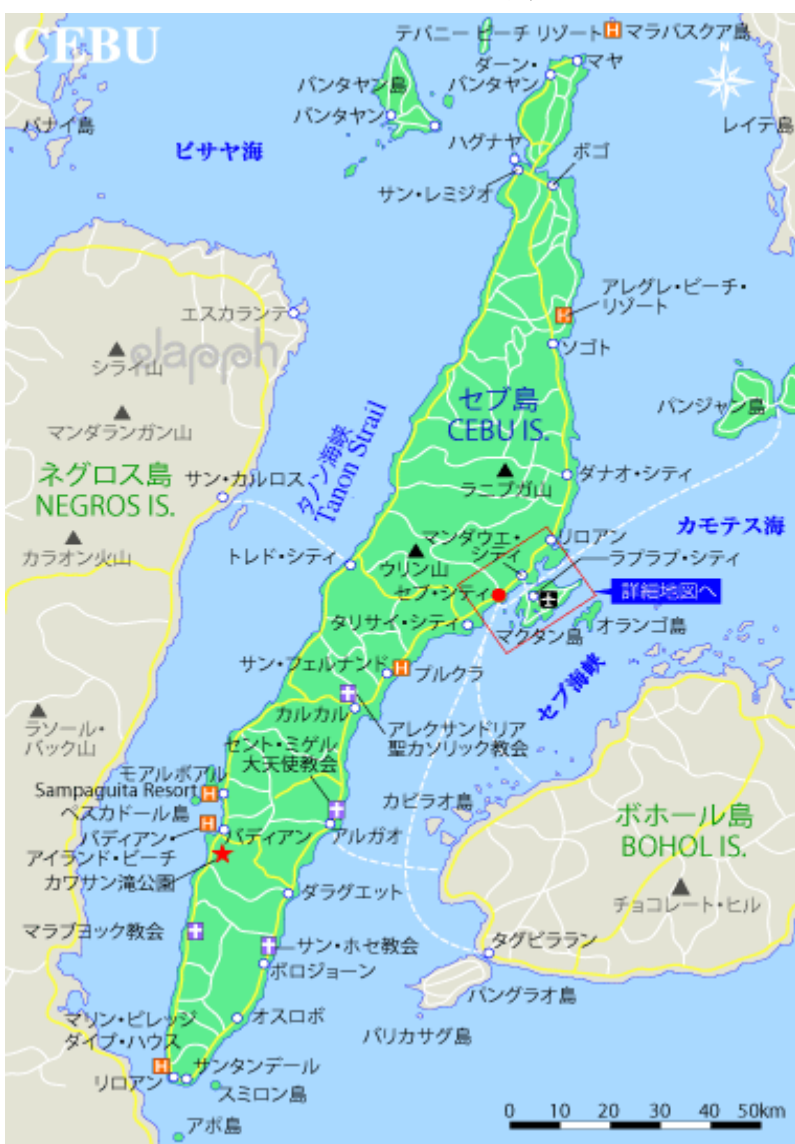 CEBU
テバニー ビーチ リゾート
マラパスクア島
N
ダーン・
バンタヤン
マヤ
バンタヤン島
バンタヤン
パナイ島
レイテ島
ビサヤ海
ハグナヤ
ボゴ
サン・レミジオ
アレグレ・ビーチ・
リゾート
エスカランテ
elapph
ソゴト
シライ山
セブ島
CEBU IS.
パンジャン島
マンダランガン山
タノン海峡
Tanon Strail
ネグロス島
NEGROS IS.
サン・カルロス
ダナオ・シティ
ラニブガ山
カモテス海
カラオン火山
トレド・シティ
マンダウエ・
シティ
リロアン
ウリン山
ラプラプ・シティ
セブ・シティ
詳細地図へ
タリサイ・シティ
マクタン島
オランゴ島
サン・フェルナンド
プルクラ
セブ海峡
カルカル
アレクサンドリア
聖カソリック教会
ラソール・
バック山
セント・ミゲル
大天使教会
モアルボアル
Sampaguita Resort
ペスカドール島
カビラオ島
ボホール島
BOHOL IS.
バディアン・
アイランド・ビーチ
バディアン
アルガオ
カワサン滝公園
ダラグエット
チョコレート・ヒル
マラブヨック教会
サン・ホセ教会
タグビララン
ボロジョーン
パングラオ島
マリン・ビレッジ
ダイブ・ハウス
オスロボ
バリカサグ島
リロアン
サンタンデール
スミロン島
アポ島
0 10 20 30 40 50km